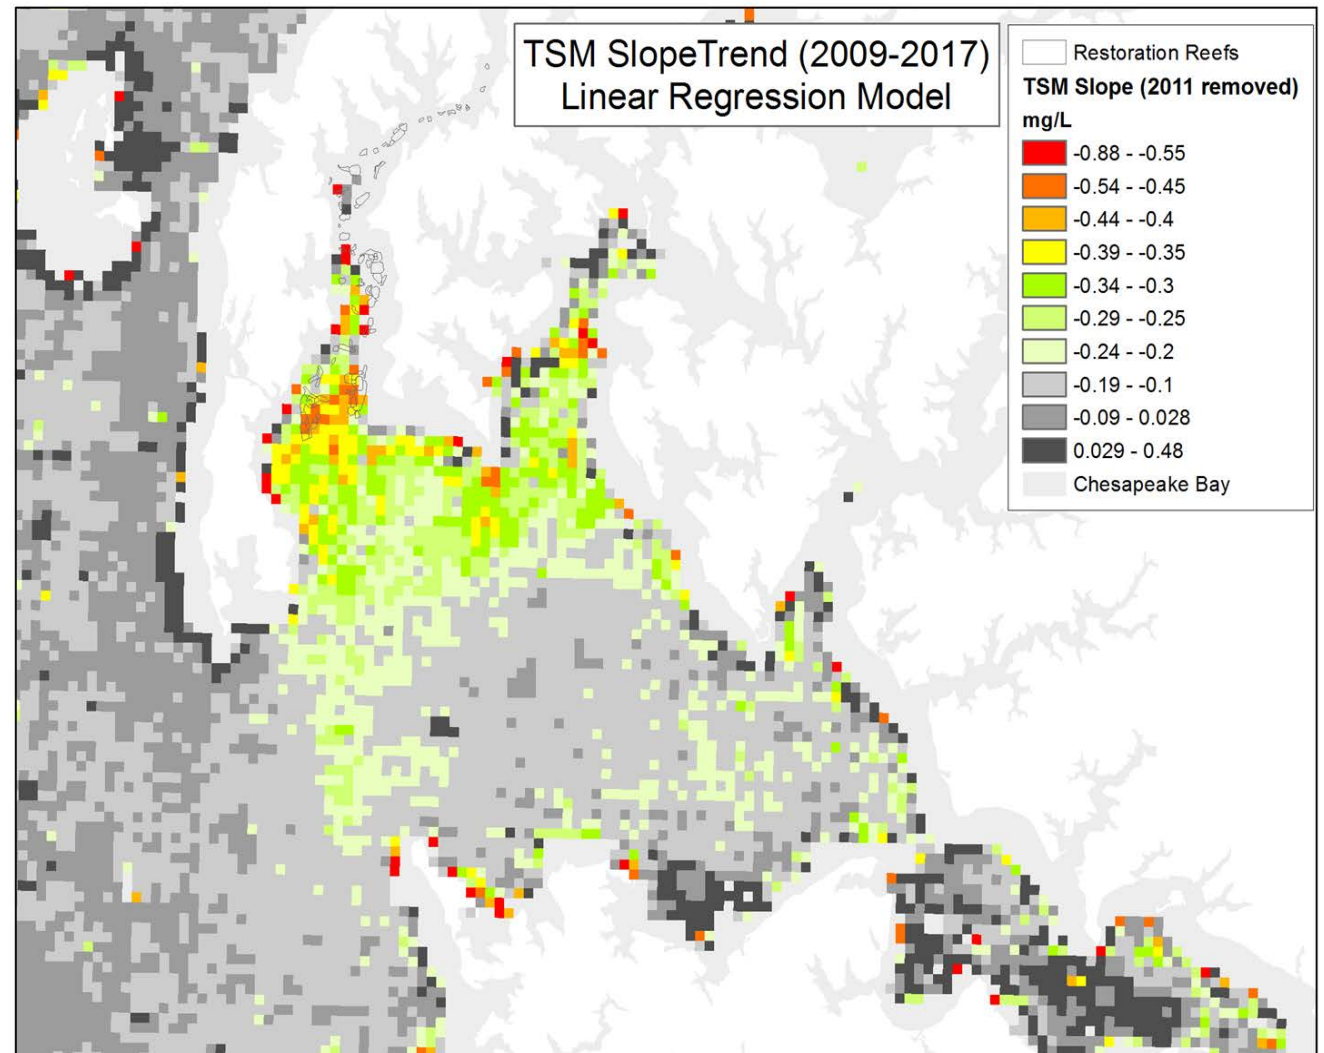 TSM SlopeTrend (2009-2017)
Linear Regression Model
Restoration Reefs
TSM Slope (2011 removed)
mg/L
-0.88 - -0.55
-0.54 - -0.45
-0.44 - -0.4
-0.39 - -0.35
-0.34 - -0.3
-0.29 - -0.25
-0.24 - -0.2
-0.19 - -0.1
-0.09 - 0.028
0.029 - 0.48
Chesapeake Bay